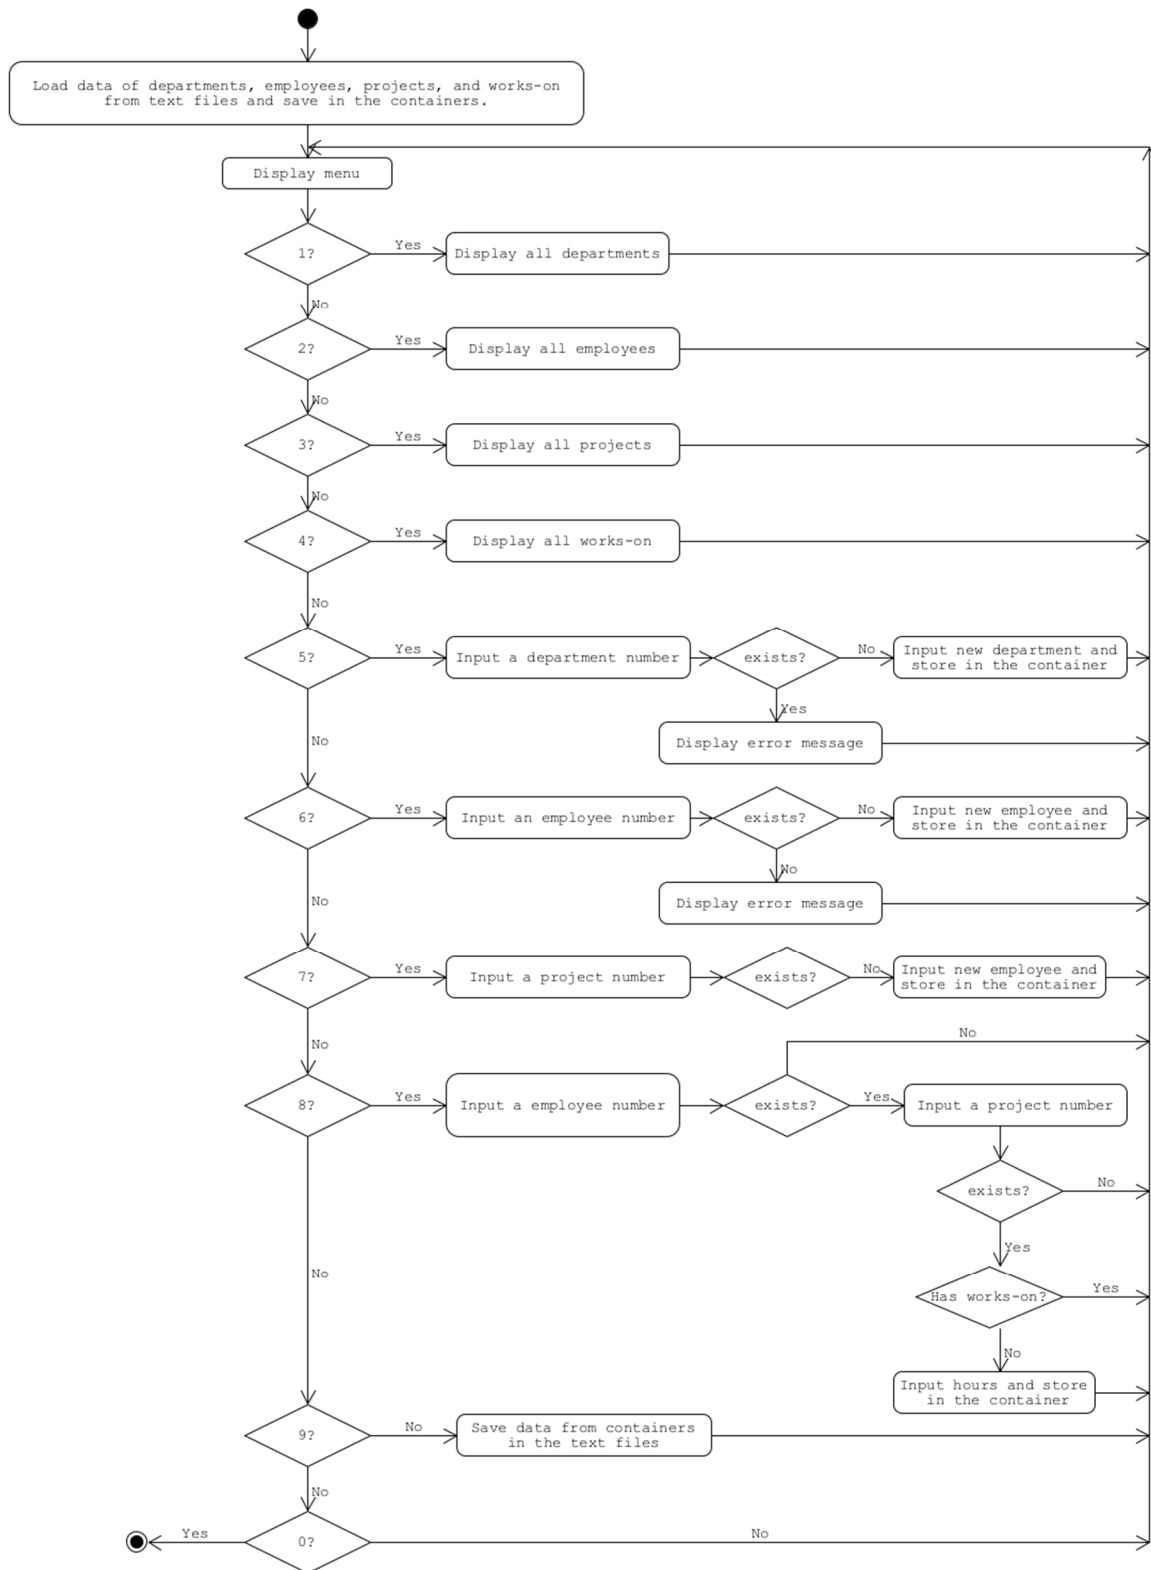 Load data of departments, employees, projects, and works-on
from text files and save in the containers.
Display menu
1?
Yes
Display all departments
No
2?
Yes
Display all employees
No
3?
Yes
Display all projects
No
4?
Yes
Display all works-on
No
5?
Yes
Input a department number
exists?
No
Input new department and
store in the container
Yes
Display error message
No
6?
Yes
Input an employee number
exists?
No
Input new employee and
store in the container
No
Display error message
No
7?
Yes
Input a project number
exists?
No
Input new employee and
store in the container
No
No
8?
Yes
Input a employee number
exists?
Yes
Input a project number
exists?
No
Yes
No
Has works-on?
Yes
No
Input hours and store
in the container
9?
No
Save data from containers
in the text files
No
Yes
0?
No